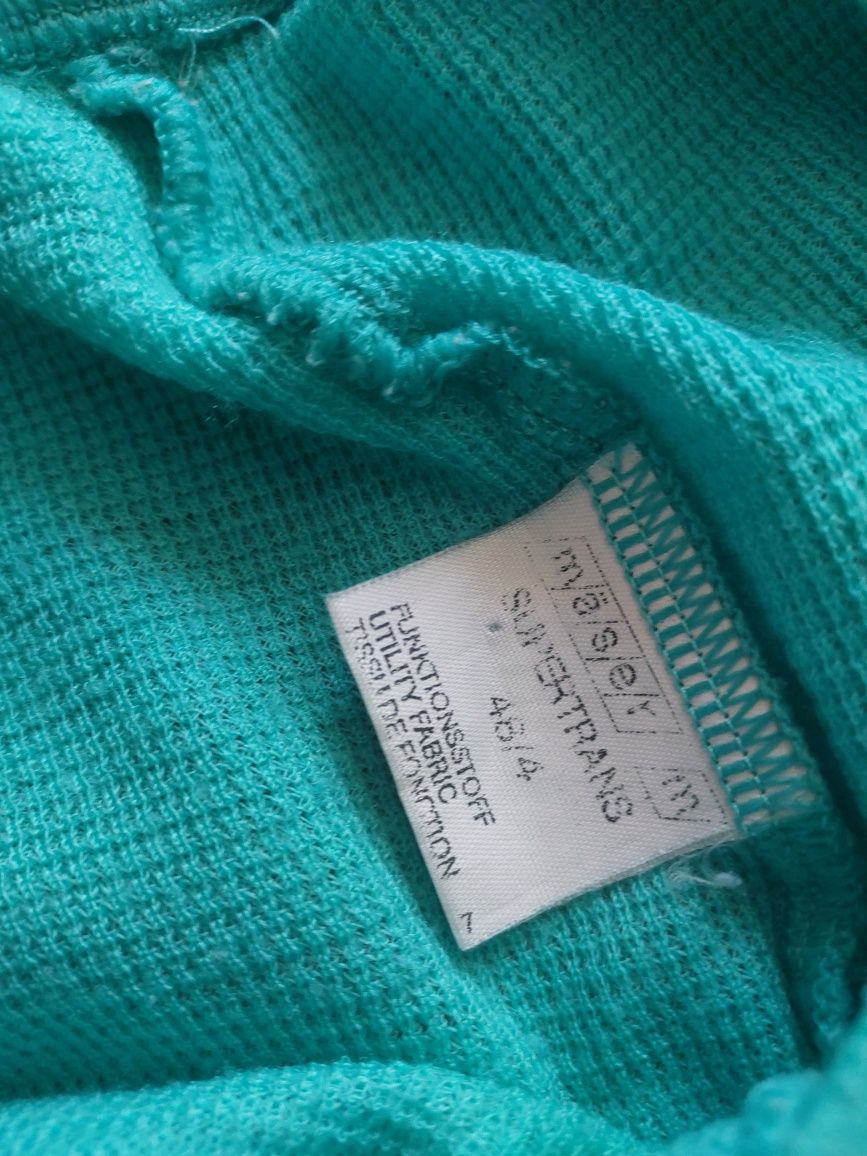 m/ä/s/e/r m
SUPERTRANS
48/4
FUNKTIONSSTOFF
UTILITY FABRIC
TISSU DE FONCTION